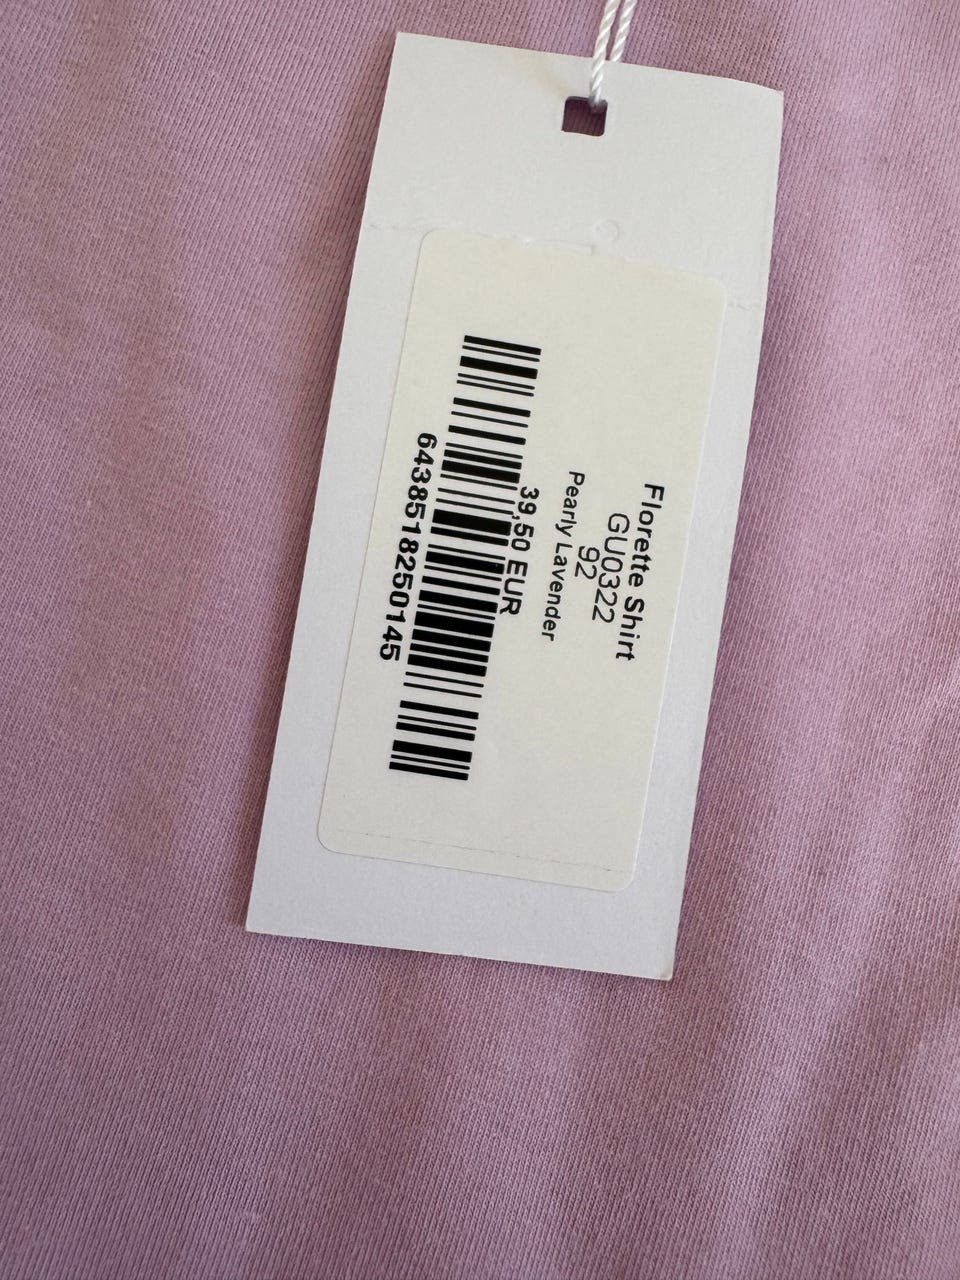 Florette Shirt
GU0322
92
Pearly Lavender
39,50 EUR
6438518250145